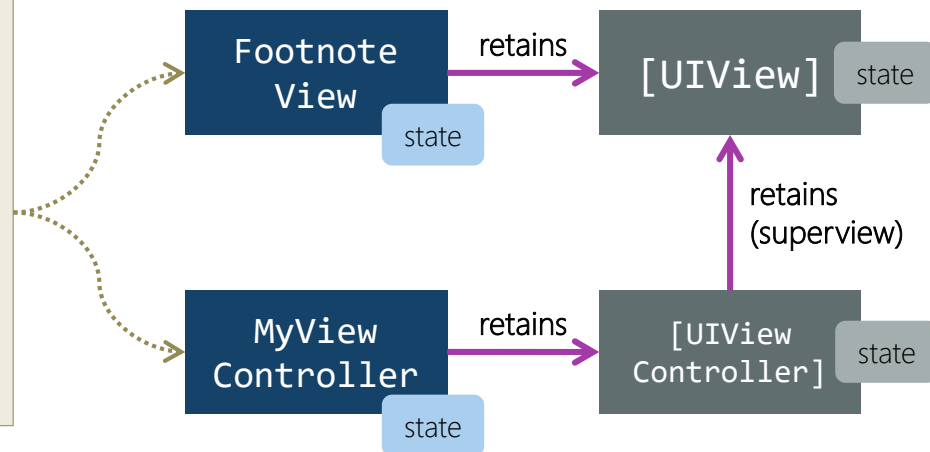 Footnote
View
state
retains
[UIView]
state
retains
(superview)
MyView
Controller
state
retains
[UIView
Controller]
state